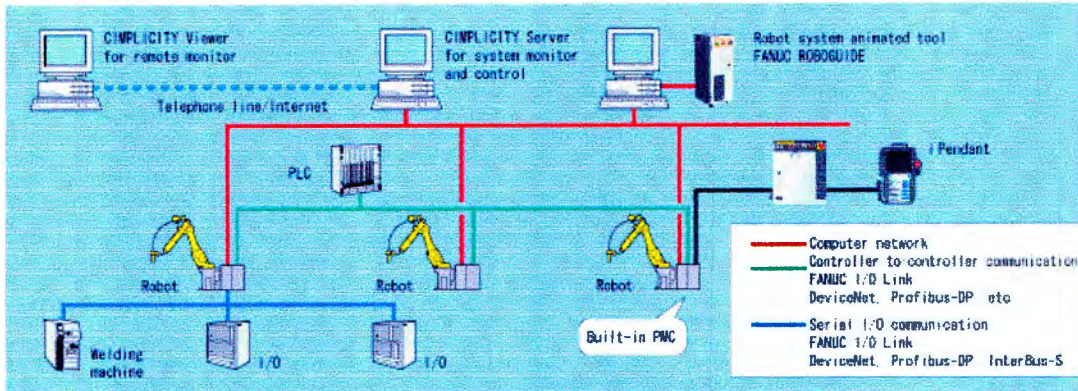 CIMPLICITY Viewer
for remote monitor
CIMPLICITY Server
for system monitor
and control
Robot system animated tool
FANUC ROBOGUIDE
Telephone line/Internet
PLC
i Pendant
Robot
Robot
Robot
Built-in PMC
Welding
machine
I/O
I/O
Computer network
Controller to controller communication
FANUC I/O Link
DeviceNet, Profibus-DP etc
Serial I/O communication
FANUC I/O Link
DeviceNet, Profibus-DP InterBus-S